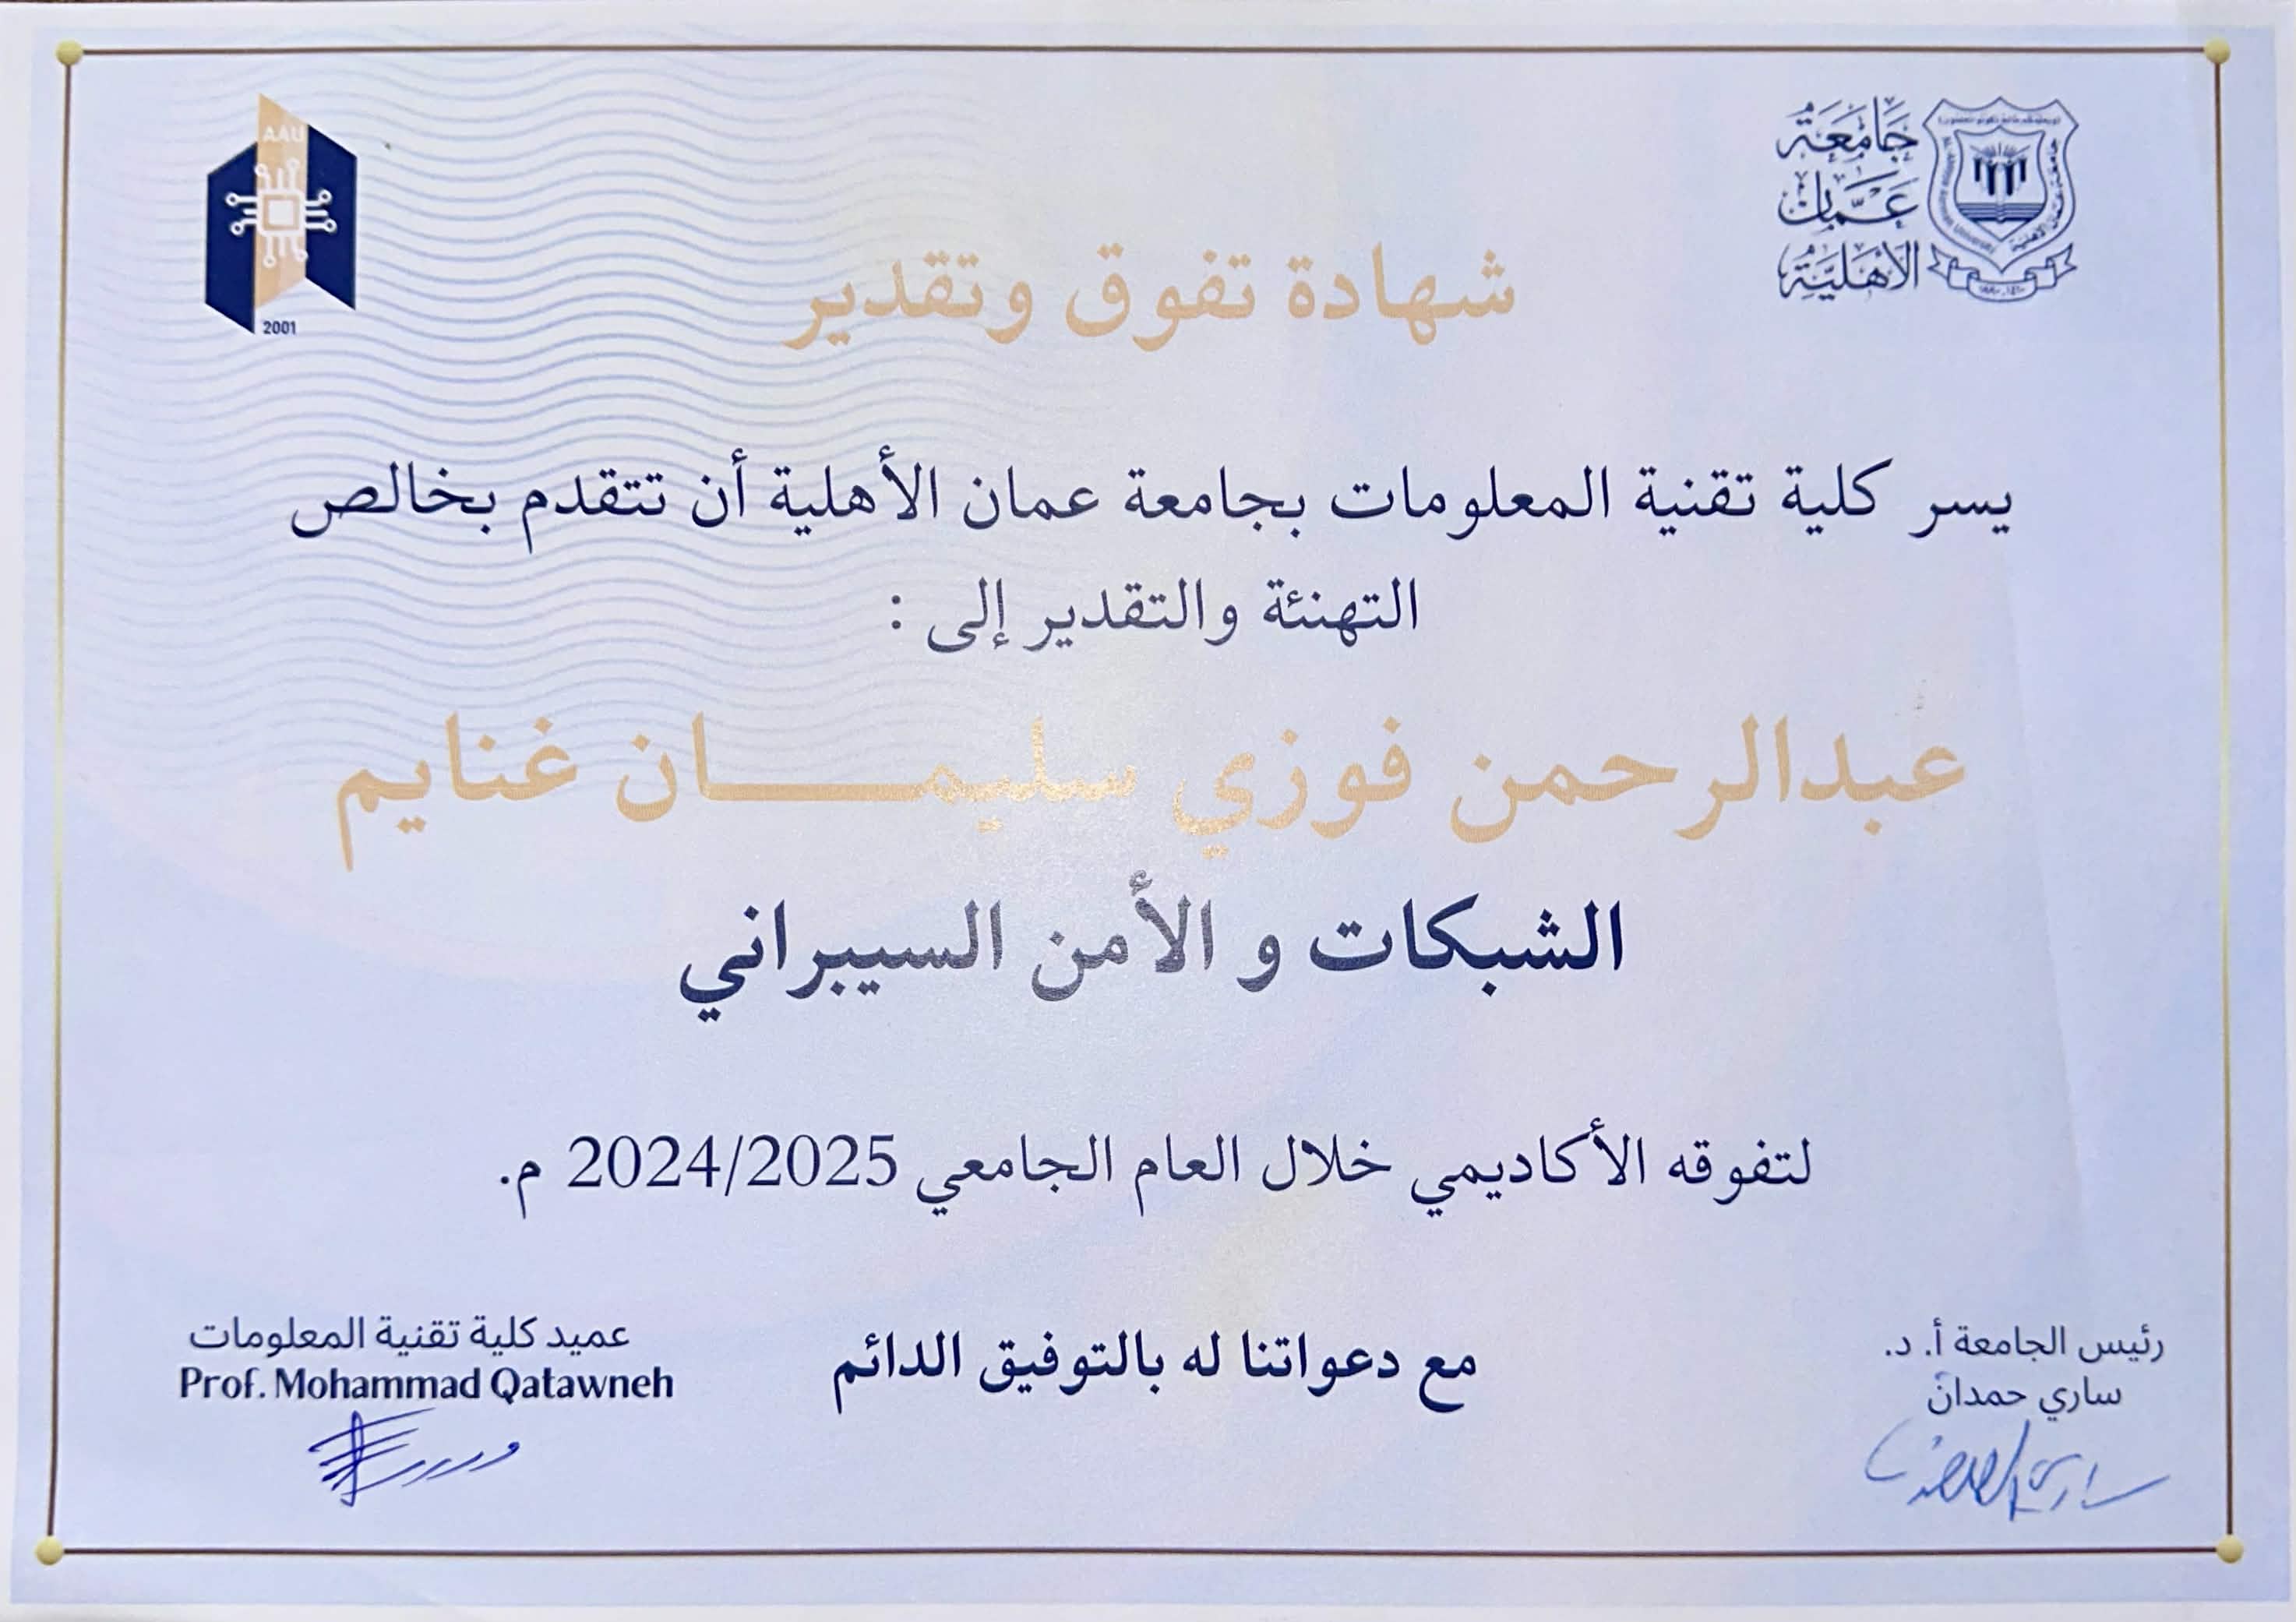 جامعة
عمان
الأهلية
AAU
2001
شهادة تفوق وتقدير
يسر كلية تقنية المعلومات بجامعة عمان الأهلية أن تتقدم بخالص
التهنئة والتقدير إلى :
عبدالرحمن فوزي سليمـــــان غنايم
الشبكات و الأمن السيبراني
لتفوقه الأكاديمي خلال العام الجامعي 2024/2025 م.
مع دعواتنا له بالتوفيق الدائم
رئيس الجامعة أ. د.
ساري حمدان
عميد كلية تقنية المعلومات
Prof. Mohammad Qatawneh